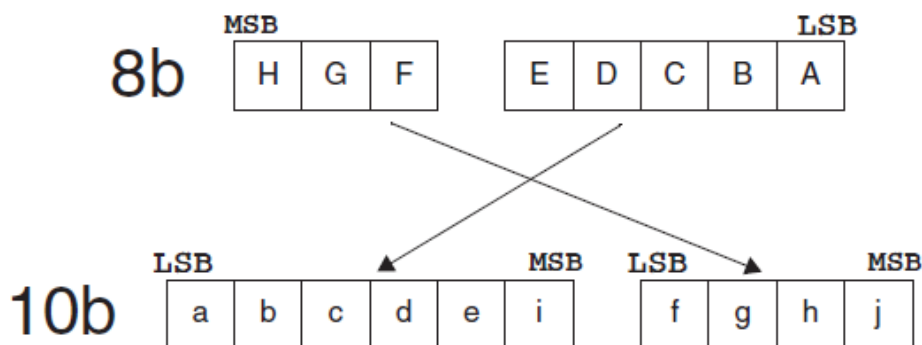 MSB LSB
8b H G F E D C B A
LSB MSB LSB MSB
10b a b c d e i f g h j